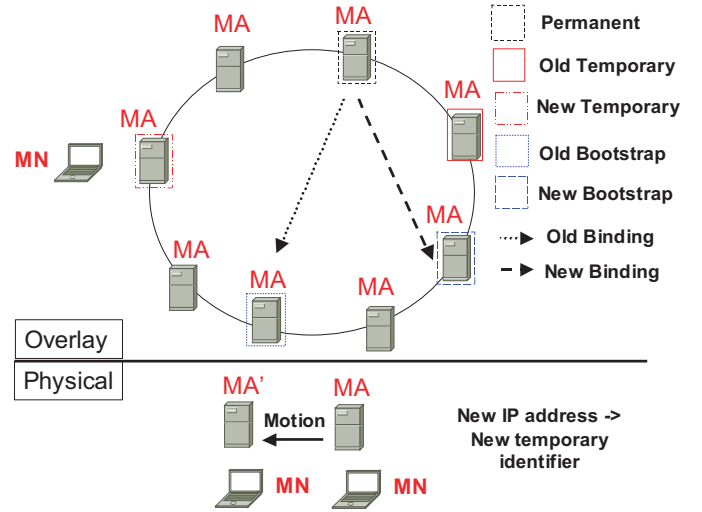 MA
MA
Permanent
MA
Old Temporary
MA
New Temporary
MN
Old Bootstrap
New Bootstrap
MA
Old Binding
MA
MA
MA
New Binding
Overlay
Physical
MA'
MA
Motion
New IP address ->
New temporary
identifier
MN
MN